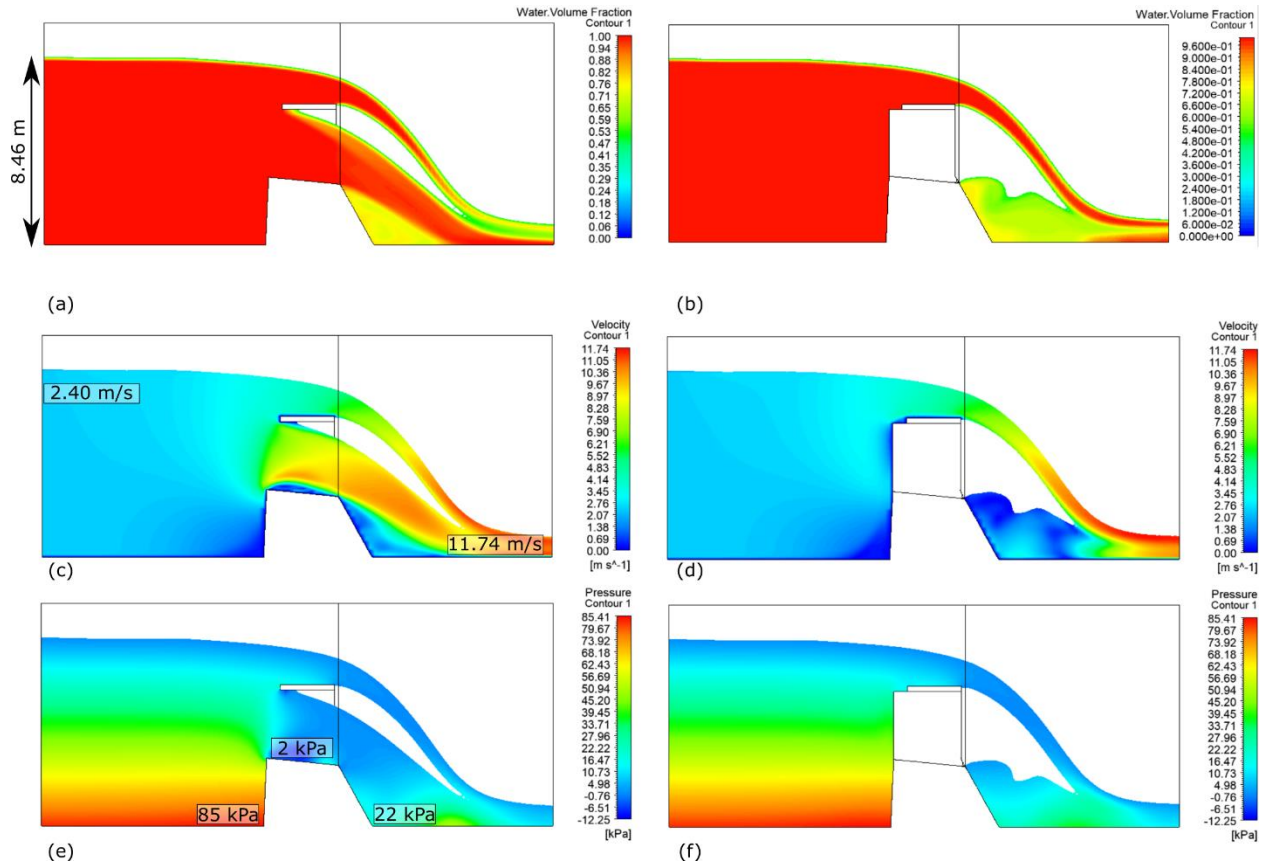 Water.Volume Fraction
Contour 1
1.00
0.94
0.88
0.82
0.76
0.71
0.65
0.59
0.53
0.47
0.41
0.35
0.29
0.24
0.18
0.12
0.06
0.00
8.46 m
(a)
Water.Volume Fraction
Contour 1
9.600e-01
9.000e-01
8.400e-01
7.800e-01
7.200e-01
6.600e-01
6.000e-01
5.400e-01
4.800e-01
4.200e-01
3.600e-01
3.000e-01
2.400e-01
1.800e-01
1.200e-01
6.000e-02
0.000e+00
(b)
Velocity
Contour 1
11.74
11.05
10.36
9.67
8.98
8.28
7.59
6.90
6.21
5.52
4.83
4.14
3.45
2.76
2.07
1.38
0.69
0.00
[m s^-1]
2.40 m/s
11.74 m/s
(c)
Velocity
Contour 1
11.74
11.05
10.36
9.67
8.98
8.28
7.59
6.90
6.21
5.52
4.83
4.14
3.45
2.76
2.07
1.38
0.69
0.00
[m s^-1]
(d)
Pressure
Contour 1
85.41
79.67
73.92
68.18
62.43
56.69
50.94
45.20
39.45
33.71
27.96
22.22
16.47
10.73
4.98
-0.76
-6.51
-12.25
[kPa]
2 kPa
85 kPa
22 kPa
(e)
Pressure
Contour 1
85.41
79.67
73.92
68.18
62.43
56.69
50.94
45.20
39.45
33.71
27.96
22.22
16.47
10.73
4.98
-0.76
-6.51
-12.25
[kPa]
(f)